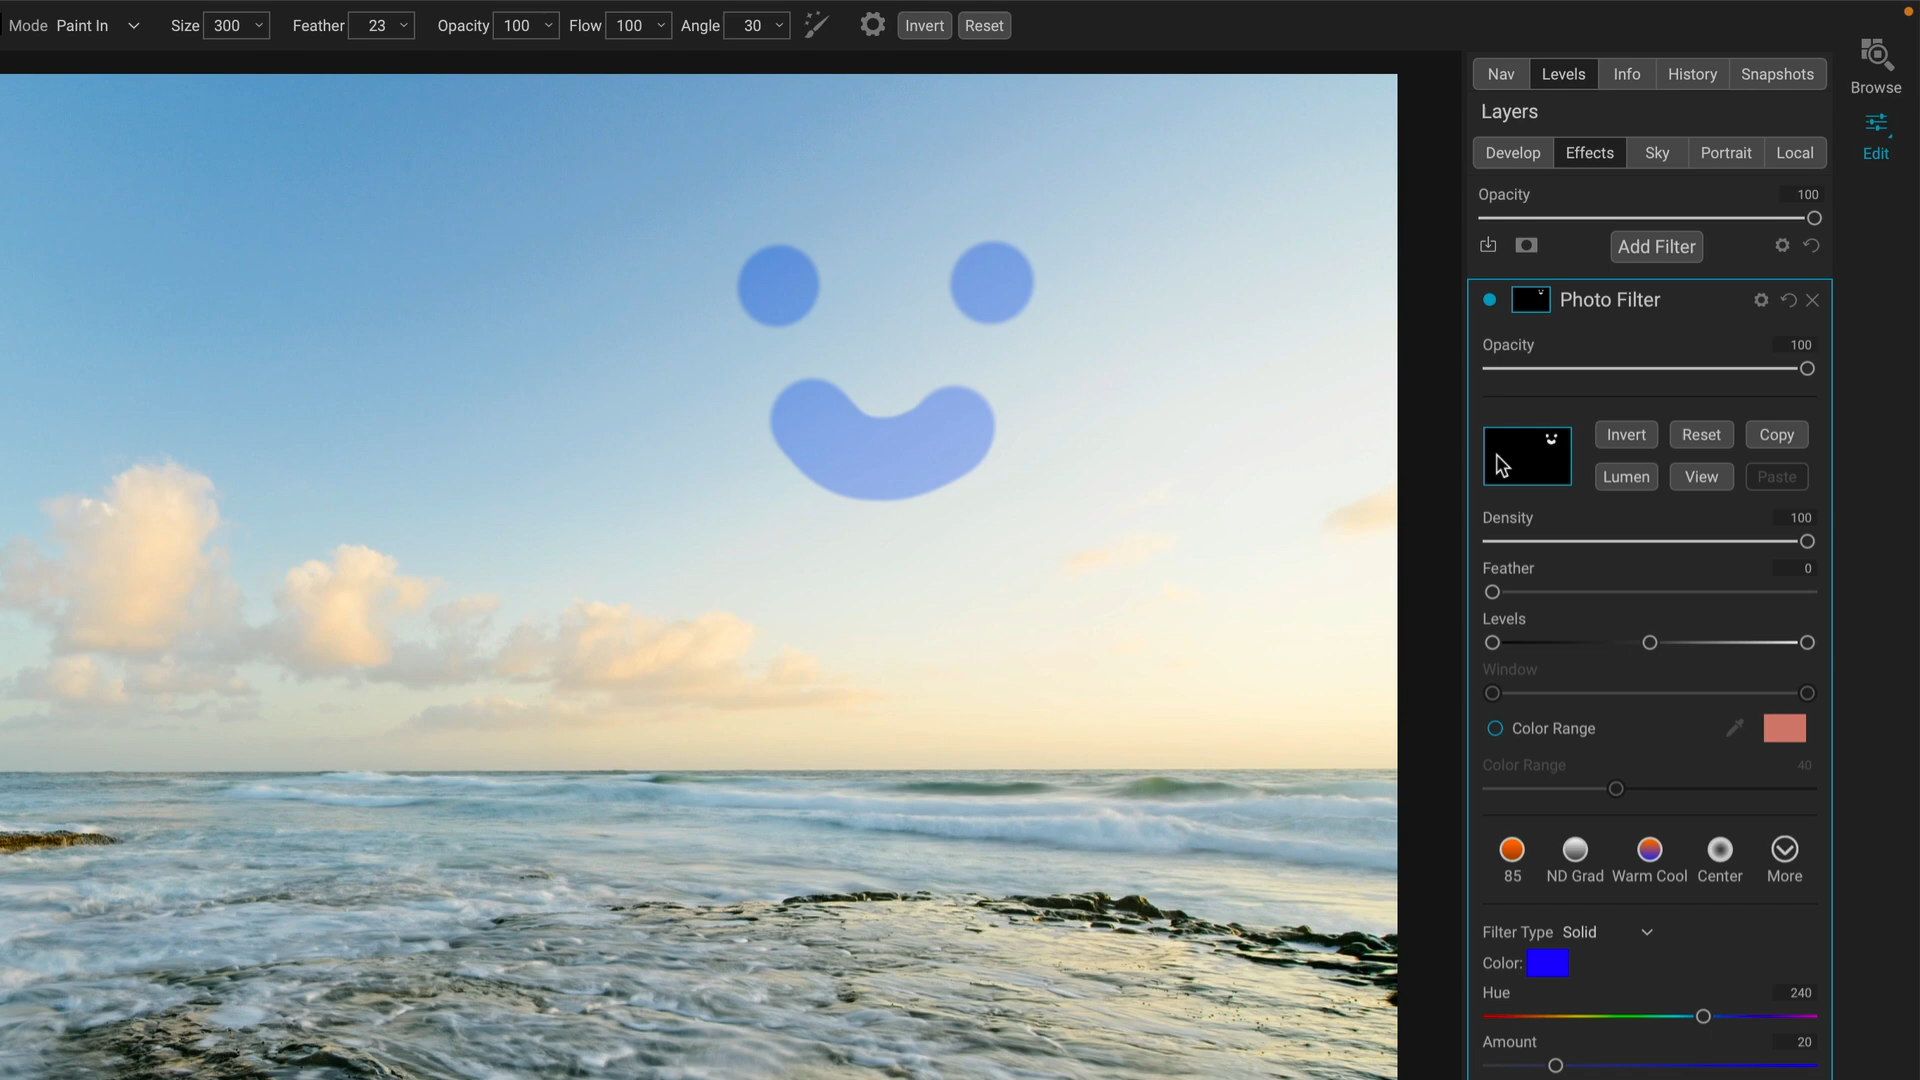 Mode Paint In Size 300 Feather 23 Opacity 100 Flow 100 Angle 30 Invert Reset
Nav Levels Info History Snapshots
Browse
Layers
Develop Effects Sky Portrait Local
Edit
Opacity 100
Add Filter
Photo Filter
Opacity 100
Invert Reset Copy
Lumen View Paste
Density 100
Feather 0
Levels
Window
Color Range
Color Range 40
85 ND Grad Warm Cool Center More
Filter Type Solid
Color:
Hue 240
Amount 20